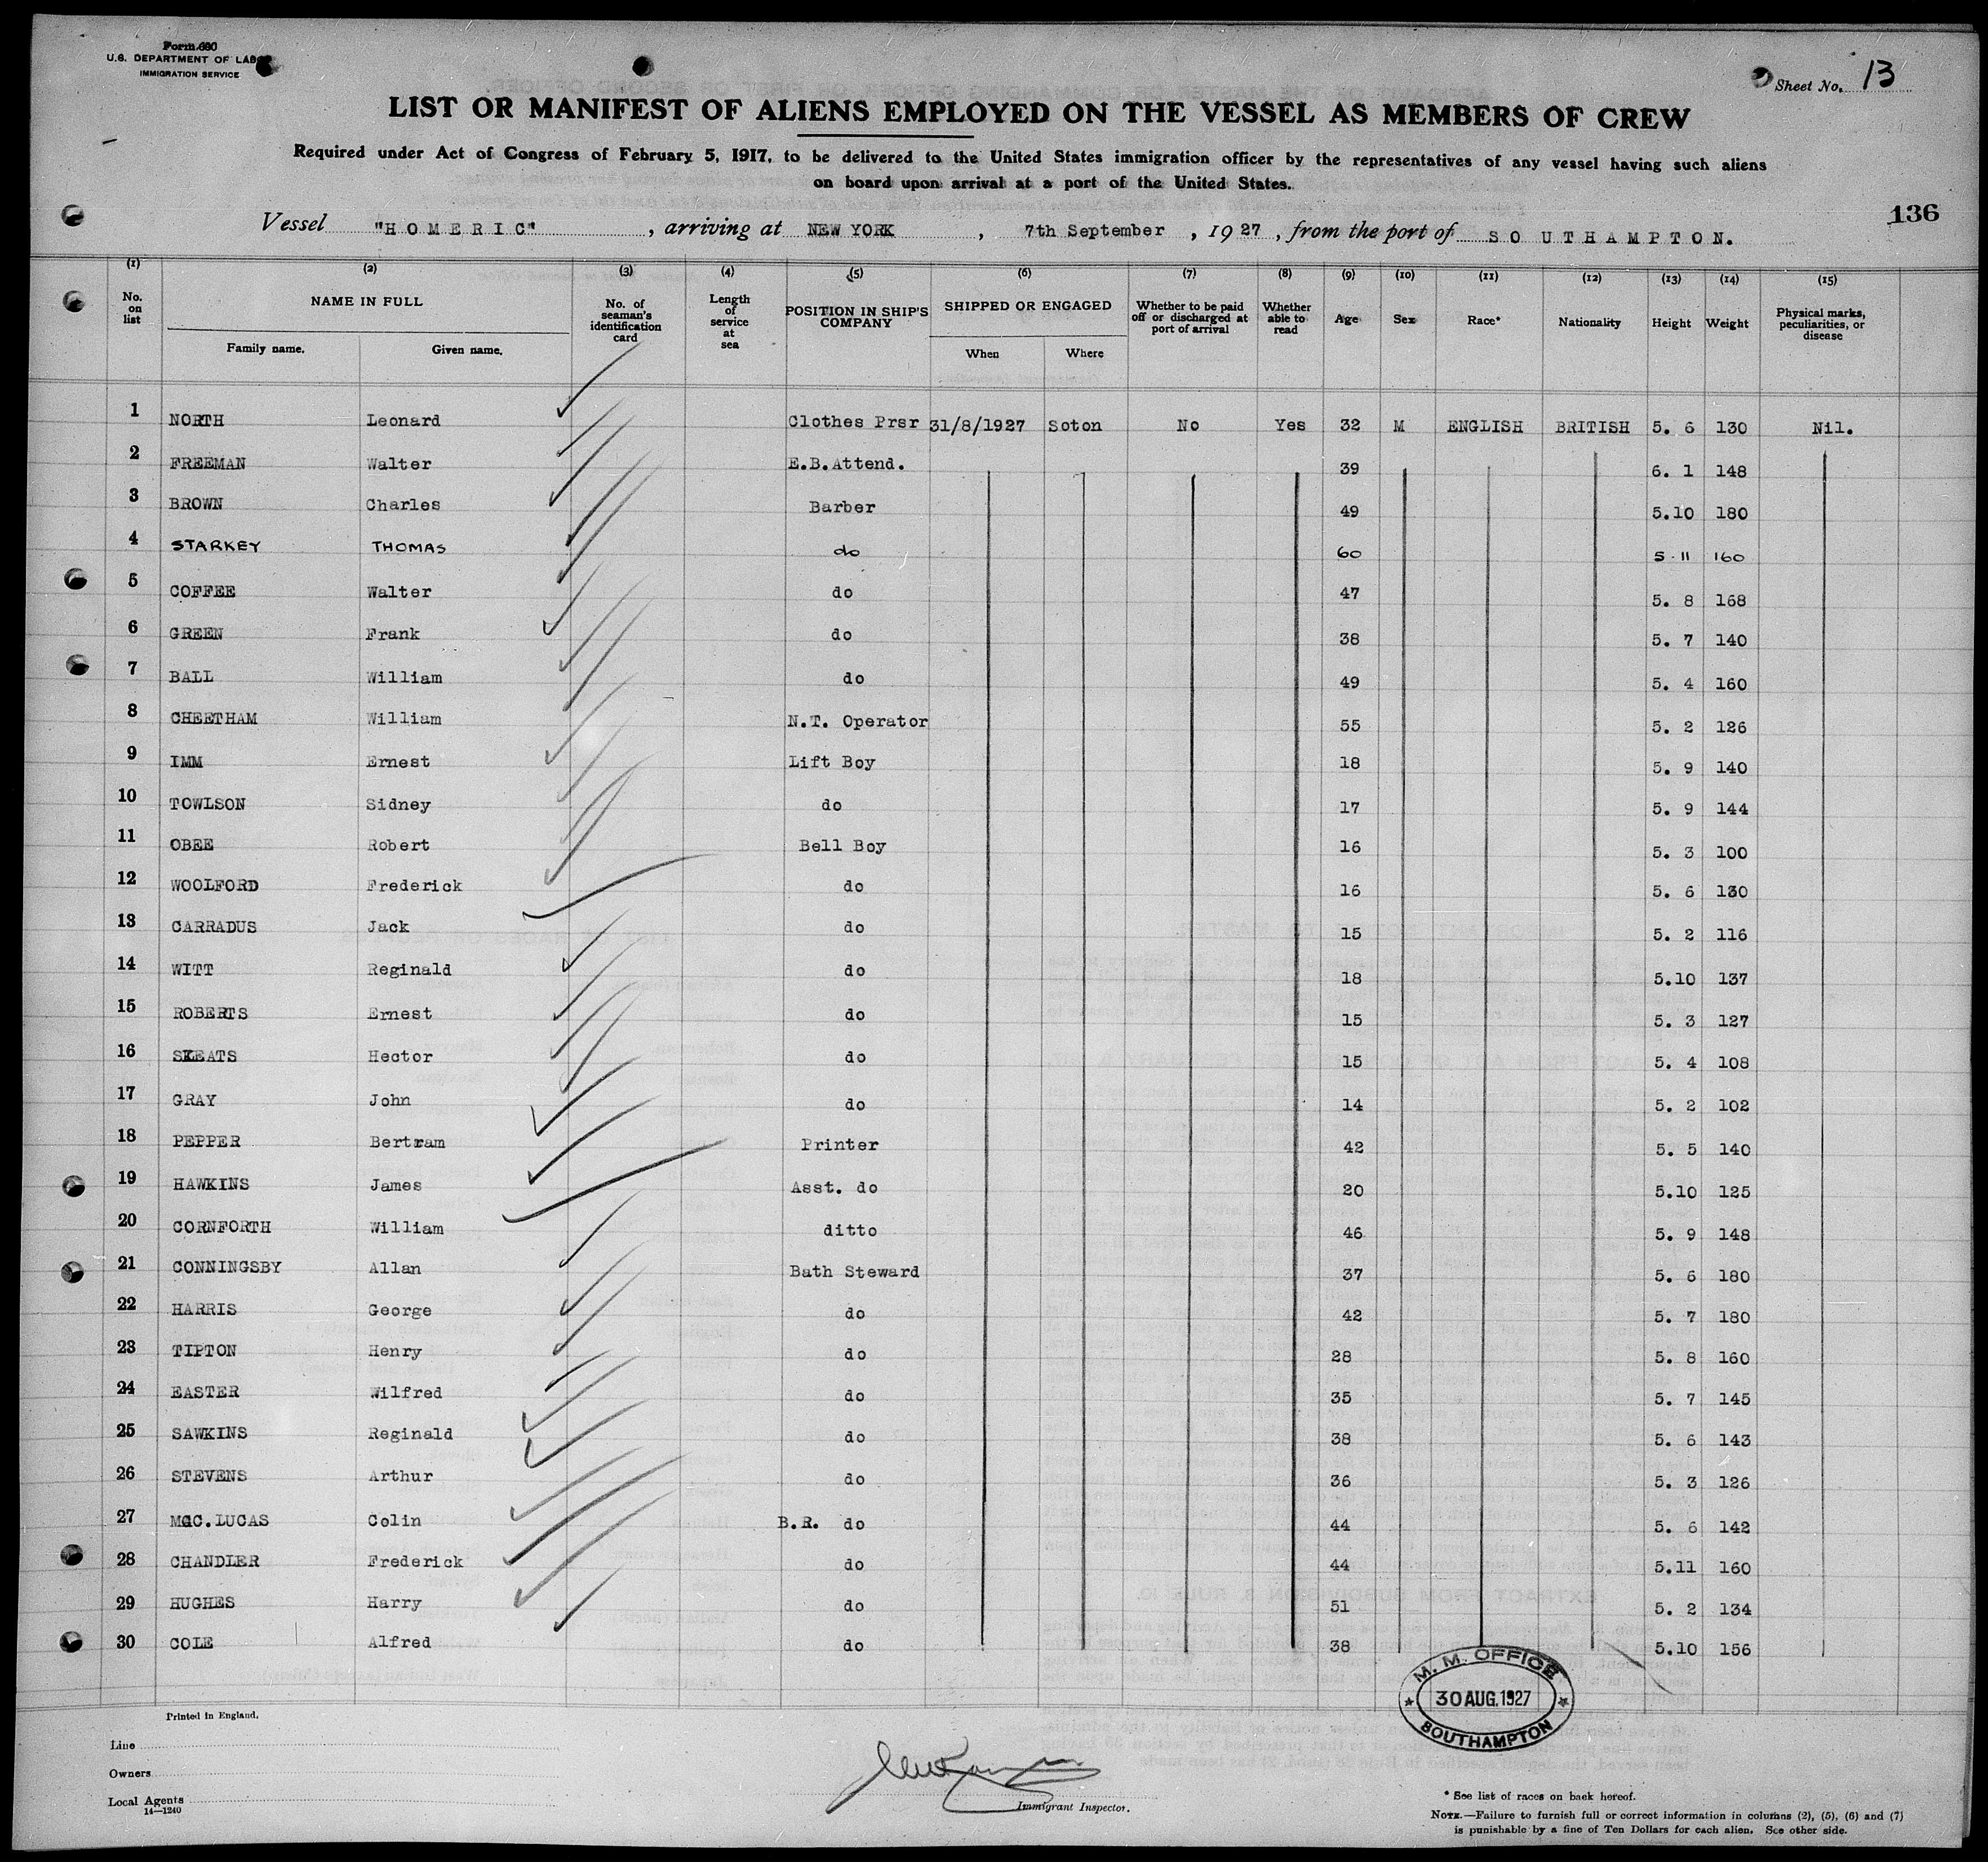 Form 680
U.S. DEPARTMENT OF LABOR
IMMIGRATION SERVICE
Sheet No. 13
LIST OR MANIFEST OF ALIENS EMPLOYED ON THE VESSEL AS MEMBERS OF CREW
Required under Act of Congress of February 5, 1917, to be delivered to the United States immigration officer by the representatives of any vessel having such aliens
on board upon arrival at a port of the United States.
136
Vessel "HOMERIC", arriving at NEW YORK, 7th September, 1927, from the port of SOUTHAMPTON.
(1) (2) (3) (4) (5) (6) (7) (8) (9) (10) (11) (12) (13) (14) (15)
No. on list NAME IN FULL Family name. Given name. No. of seaman's identification card Length of service at sea POSITION IN SHIP'S COMPANY SHIPPED OR ENGAGED When Where Whether to be paid off or discharged at port of arrival Whether able to read Age Sex Race* Nationality Height Weight Physical marks, peculiarities, or disease
1 NORTH Leonard Clothes Prsr 31/8/1927 Soton No Yes 32 M ENGLISH BRITISH 5. 6 130 Nil.
2 FREEMAN Walter E.B.Attend. 39 6. 1 148
3 BROWN Charles Barber 49 5.10 180
4 STARKEY THOMAS do 60 5-11 160
5 COFFEE Walter do 47 5. 8 168
6 GREEN Frank do 38 5. 7 140
7 BALL William do 49 5. 4 160
8 CHEETHAM William N.T. Operator 55 5. 2 126
9 IMM Ernest Lift Boy 18 5. 9 140
10 TOWLSON Sidney do 17 5. 9 144
11 OBEE Robert Bell Boy 16 5. 3 100
12 WOOLFORD Frederick do 16 5. 6 130
13 CARRADUS Jack do 15 5. 2 116
14 WITT Reginald do 18 5.10 137
15 ROBERTS Ernest do 15 5. 3 127
16 SKEATS Hector do 15 5. 4 108
17 GRAY John do 14 5. 2 102
18 PEPPER Bertram Printer 42 5. 5 140
19 HAWKINS James Asst. do 20 5.10 125
20 CORNFORTH William ditto 46 5. 9 148
21 CONNINGSBY Allan Bath Steward 37 5. 6 180
22 HARRIS George do 42 5. 7 180
23 TIPTON Henry do 28 5. 8 160
24 EASTER Wilfred do 35 5. 7 145
25 SAWKINS Reginald do 38 5. 6 143
26 STEVENS Arthur do 36 5. 3 126
27 MGC.LUCAS Colin B.R. do 44 5. 6 142
28 CHANDLER Frederick do 44 5.11 160
29 HUGHES Harry do 51 5. 2 134
30 COLE Alfred do 38 5.10 156
M. M. OFFICE
30 AUG. 1927
SOUTHAMPTON
Printed in England.
Line
Owners
Local Agents
14—1240
Immigrant Inspector.
* See list of races on back hereof.
NOTE.—Failure to furnish full or correct information in columns (2), (5), (6) and (7)
is punishable by a fine of Ten Dollars for each alien. See other side.